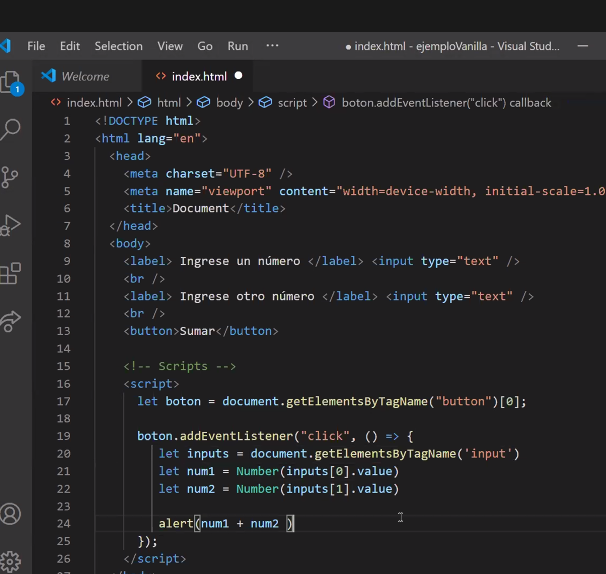 File Edit Selection View Go Run ··· ● index.html - ejemploVanilla - Visual Stud...
Welcome <> index.html ●
<> index.html > html > body > script > boton.addEventListener("click") callback
1
1 <!DOCTYPE html>
2 <html lang="en">
3 <head>
4 <meta charset="UTF-8" />
5 <meta name="viewport" content="width=device-width, initial-scale=1.0
6 <title>Document</title>
7 </head>
8 <body>
9 <label> Ingrese un número </label> <input type="text" />
10 <br />
11 <label> Ingrese otro número </label> <input type="text" />
12 <br />
13 <button>Sumar</button>
14
15 <!-- Scripts -->
16 <script>
17 let boton = document.getElementsByTagName("button")[0];
18
19 boton.addEventListener("click", () => {
20 let inputs = document.getElementsByTagName('input')
21 let num1 = Number(inputs[0].value)
22 let num2 = Number(inputs[1].value)
23
24 alert(num1 + num2 )
25 });
26 </script>